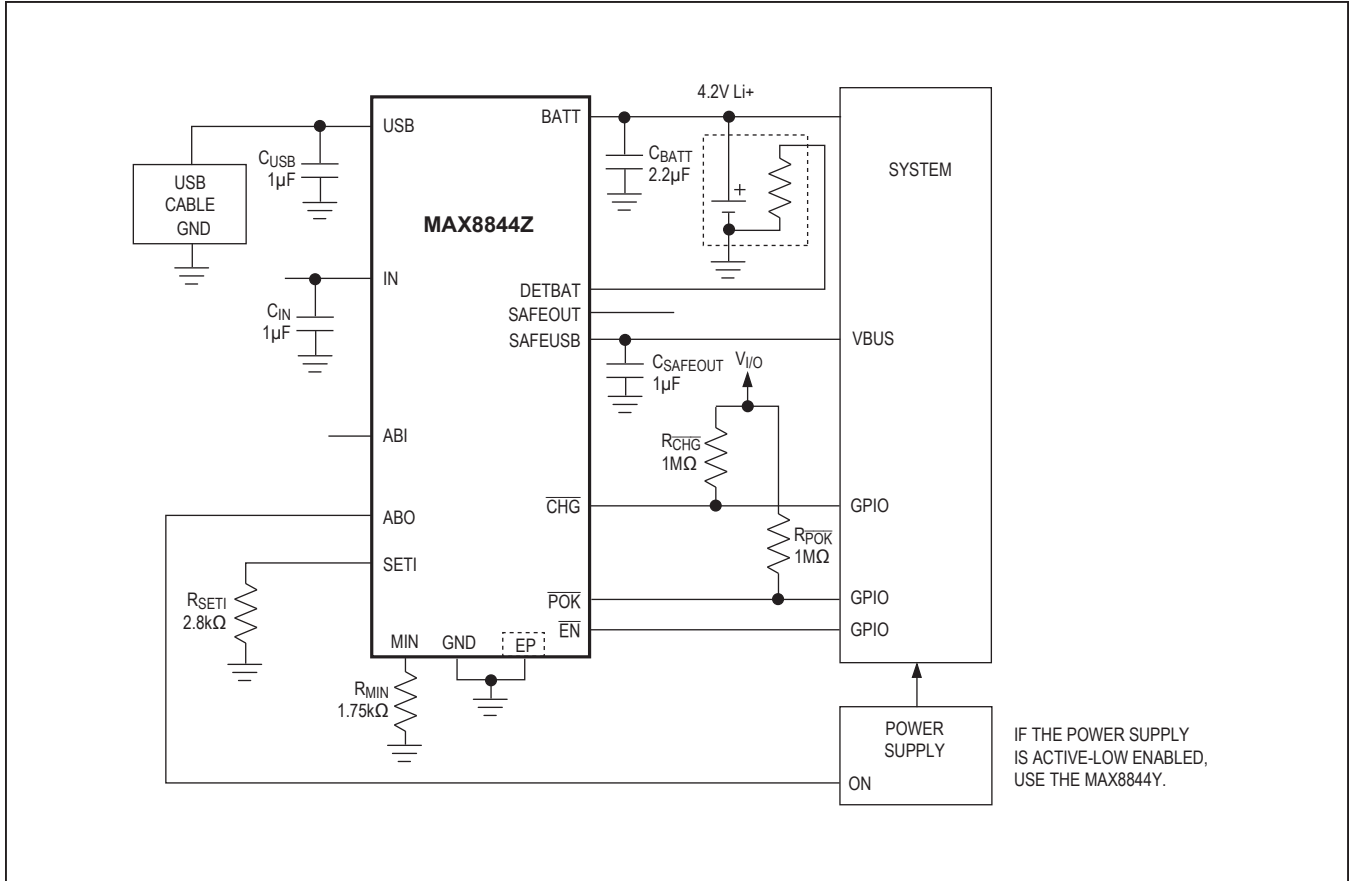 4.2V Li+
USB
BATT
SYSTEM
CUSB
1µF
CBATT
2.2µF
USB
CABLE
GND
+
MAX8844Z
IN
DETBAT
CIN
1µF
SAFEOUT
SAFEUSB
VBUS
CSAFEOUT
1µF
VI/O
ABI
RCHG
1MΩ
ABO
CHG
GPIO
RPOK
1MΩ
SETI
RSETI
2.8kΩ
POK
GPIO
EN
GPIO
MIN
GND
EP
RMIN
1.75kΩ
POWER
SUPPLY
ON
IF THE POWER SUPPLY
IS ACTIVE-LOW ENABLED,
USE THE MAX8844Y.